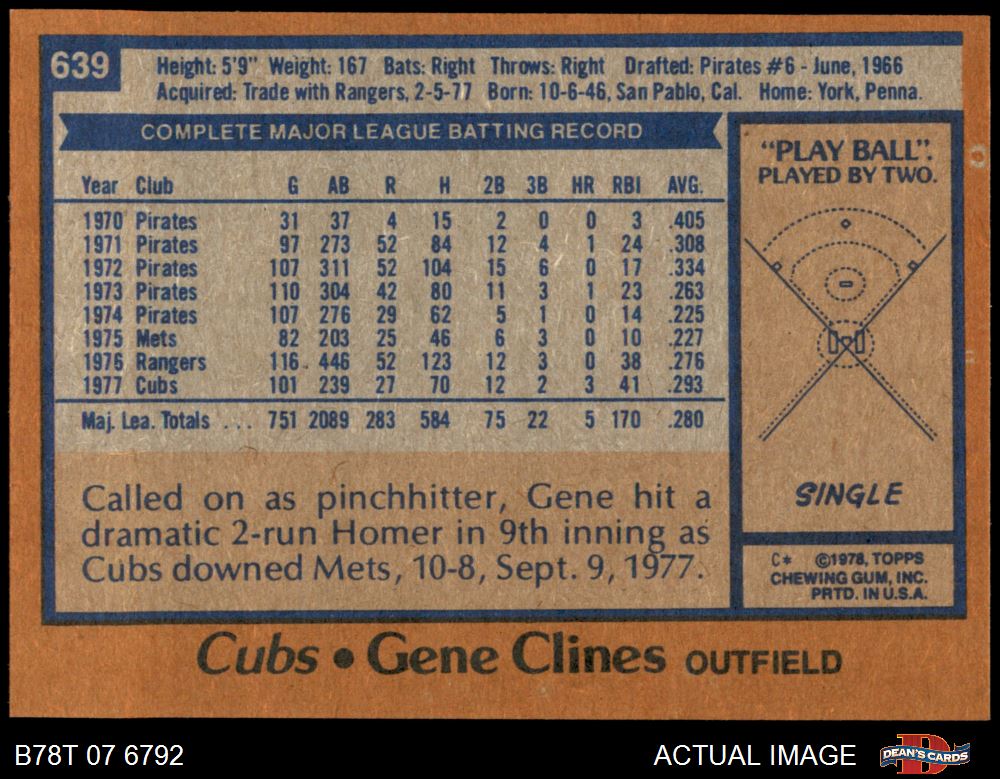 639
Height: 5'9" Weight: 167 Bats: Right Throws: Right Drafted: Pirates #6 - June, 1966
Acquired: Trade with Rangers, 2-5-77 Born: 10-6-46, San Pablo, Cal. Home: York, Penna.
COMPLETE MAJOR LEAGUE BATTING RECORD
Year Club G AB R H 2B 3B HR RBI AVG.
1970 Pirates 31 37 4 15 2 0 0 3 .405
1971 Pirates 97 273 52 84 12 4 1 24 .308
1972 Pirates 107 311 52 104 15 6 0 17 .334
1973 Pirates 110 304 42 80 11 3 1 23 .263
1974 Pirates 107 276 29 62 5 1 0 14 .225
1975 Mets 82 203 25 46 6 3 0 10 .227
1976 Rangers 116 446 52 123 12 3 0 38 .276
1977 Cubs 101 239 27 70 12 2 3 41 .293
Maj. Lea. Totals ... 751 2089 283 584 75 22 5 170 .280
Called on as pinchhitter, Gene hit a
dramatic 2-run Homer in 9th inning as
Cubs downed Mets, 10-8, Sept. 9, 1977.
"PLAY BALL".
PLAYED BY TWO.
SINGLE
C* ©1978, TOPPS
CHEWING GUM, INC.
PRTD. IN U.S.A.
Cubs • Gene Clines OUTFIELD
B78T 07 6792
ACTUAL IMAGE
DEAN'S CARDS